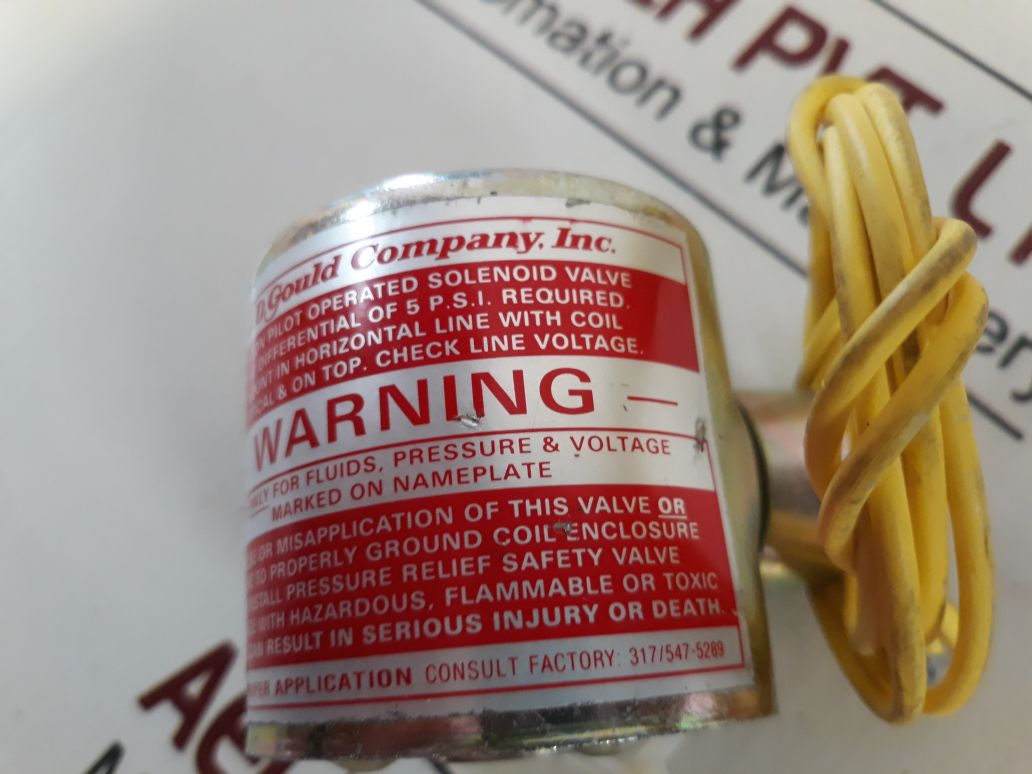 Gould Company, Inc.
PILOT OPERATED SOLENOID VALVE
DIFFERENTIAL OF 5 P.S.I. REQUIRED.
IN HORIZONTAL LINE WITH COIL
& ON TOP. CHECK LINE VOLTAGE.
WARNING —
FOR FLUIDS, PRESSURE & VOLTAGE
MARKED ON NAMEPLATE
OR MISAPPLICATION OF THIS VALVE OR
TO PROPERLY GROUND COIL ENCLOSURE
PRESSURE RELIEF SAFETY VALVE
WITH HAZARDOUS, FLAMMABLE OR TOXIC
RESULT IN SERIOUS INJURY OR DEATH.
APPLICATION CONSULT FACTORY: 317/547-5289
PVT
&